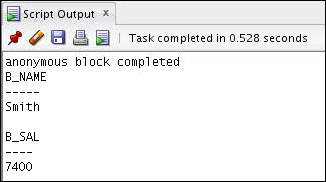 Script Output x
Task completed in 0.528 seconds
anonymous block completed
B_NAME
-----
Smith
B_SAL
----
7400